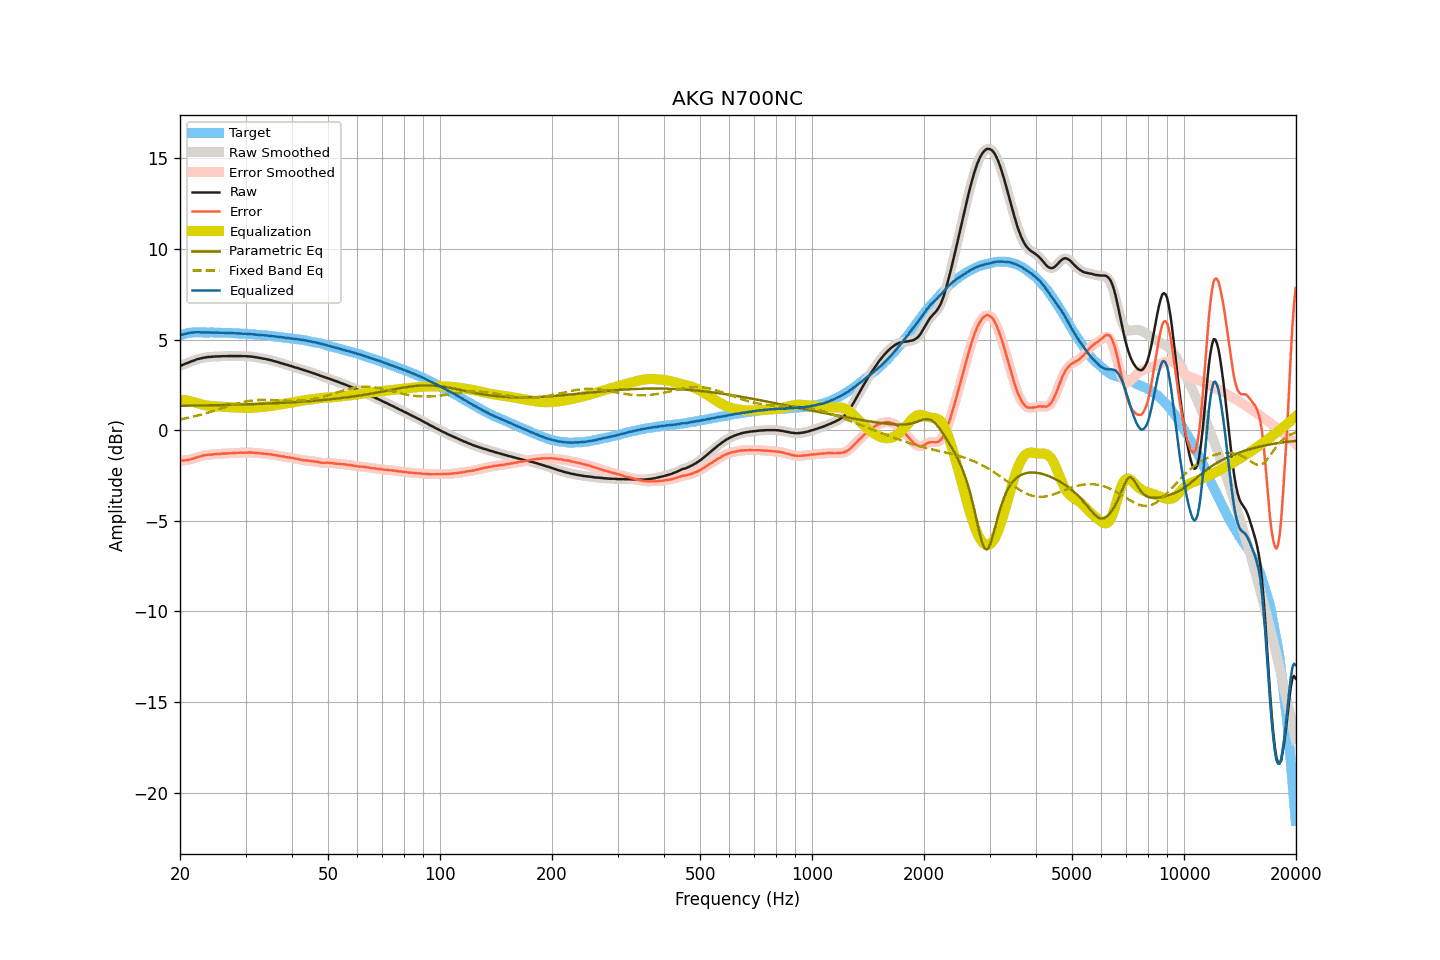 AKG N700NC
Target
Raw Smoothed
Error Smoothed
Raw
Error
Equalization
Parametric Eq
Fixed Band Eq
Equalized
15
10
5
0
−5
−10
−15
−20
Amplitude (dBr)
20 50 100 200 500 1000 2000 5000 10000 20000
Frequency (Hz)